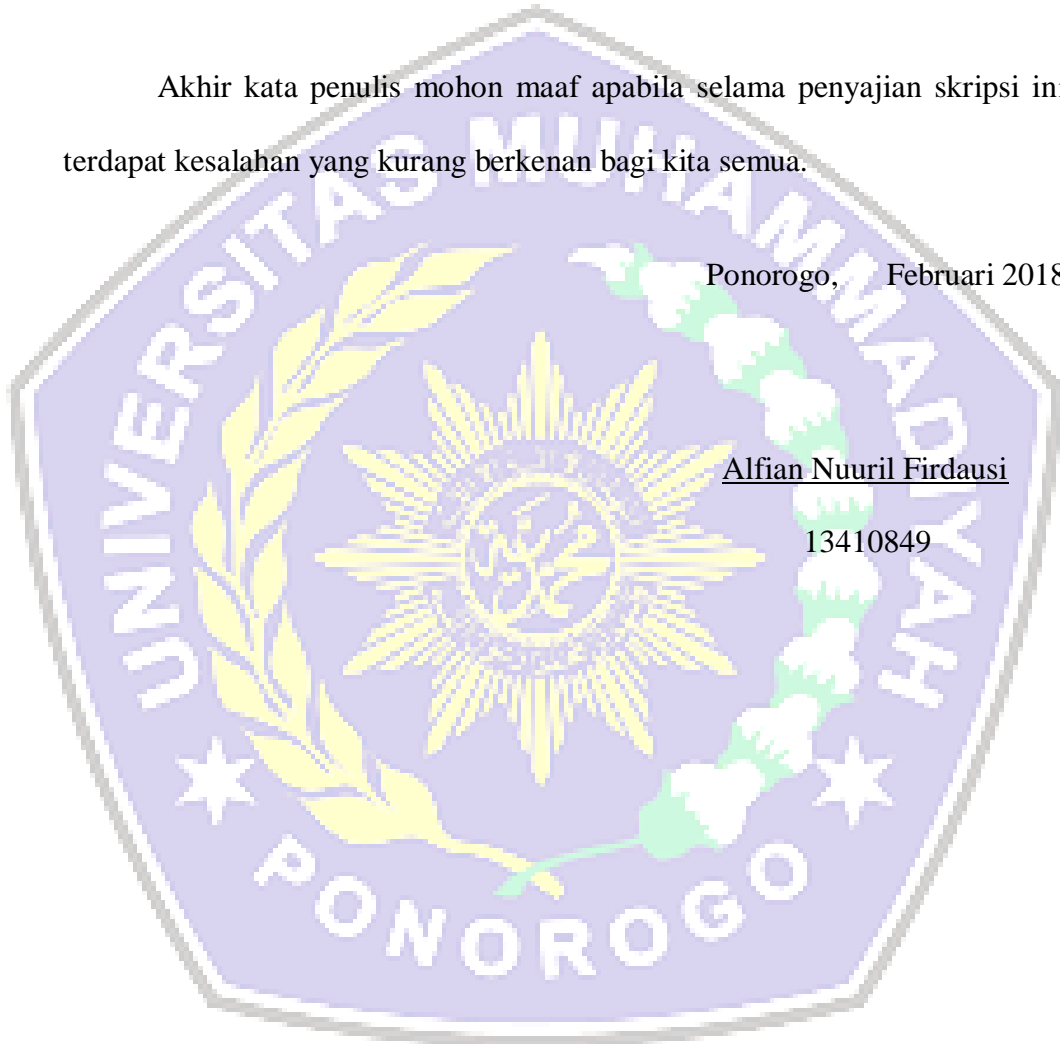 Akhir kata penulis mohon maaf apabila selama penyajian skripsi ini
terdapat kesalahan yang kurang berkenan bagi kita semua.
Ponorogo, Februari 2018
Alfian Nuuril Firdausi
13410849
UNIVERSITAS MUHAMMADIYAH
PONOROGO